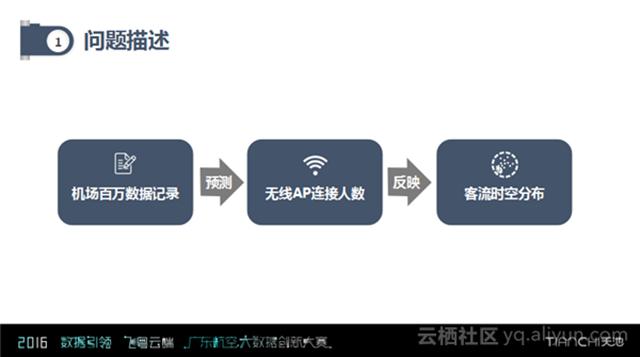 1 问题描述
机场百万数据记录
预测
无线AP连接人数
反映
客流时空分布
2016 数据引领 飞粤云端 广东航空大数据创新大赛
云栖社区 yq.aliyun.com
TIANCHI天池